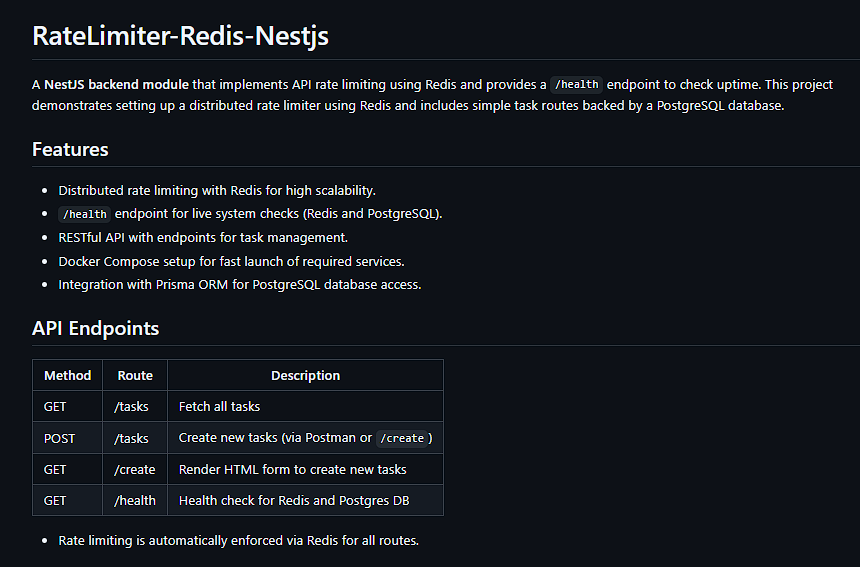 RateLimiter-Redis-Nestjs
A NestJS backend module that implements API rate limiting using Redis and provides a /health endpoint to check uptime. This project
demonstrates setting up a distributed rate limiter using Redis and includes simple task routes backed by a PostgreSQL database.
Features
• Distributed rate limiting with Redis for high scalability.
• /health endpoint for live system checks (Redis and PostgreSQL).
• RESTful API with endpoints for task management.
• Docker Compose setup for fast launch of required services.
• Integration with Prisma ORM for PostgreSQL database access.
API Endpoints
Method Route Description
GET /tasks Fetch all tasks
POST /tasks Create new tasks (via Postman or /create )
GET /create Render HTML form to create new tasks
GET /health Health check for Redis and Postgres DB
• Rate limiting is automatically enforced via Redis for all routes.